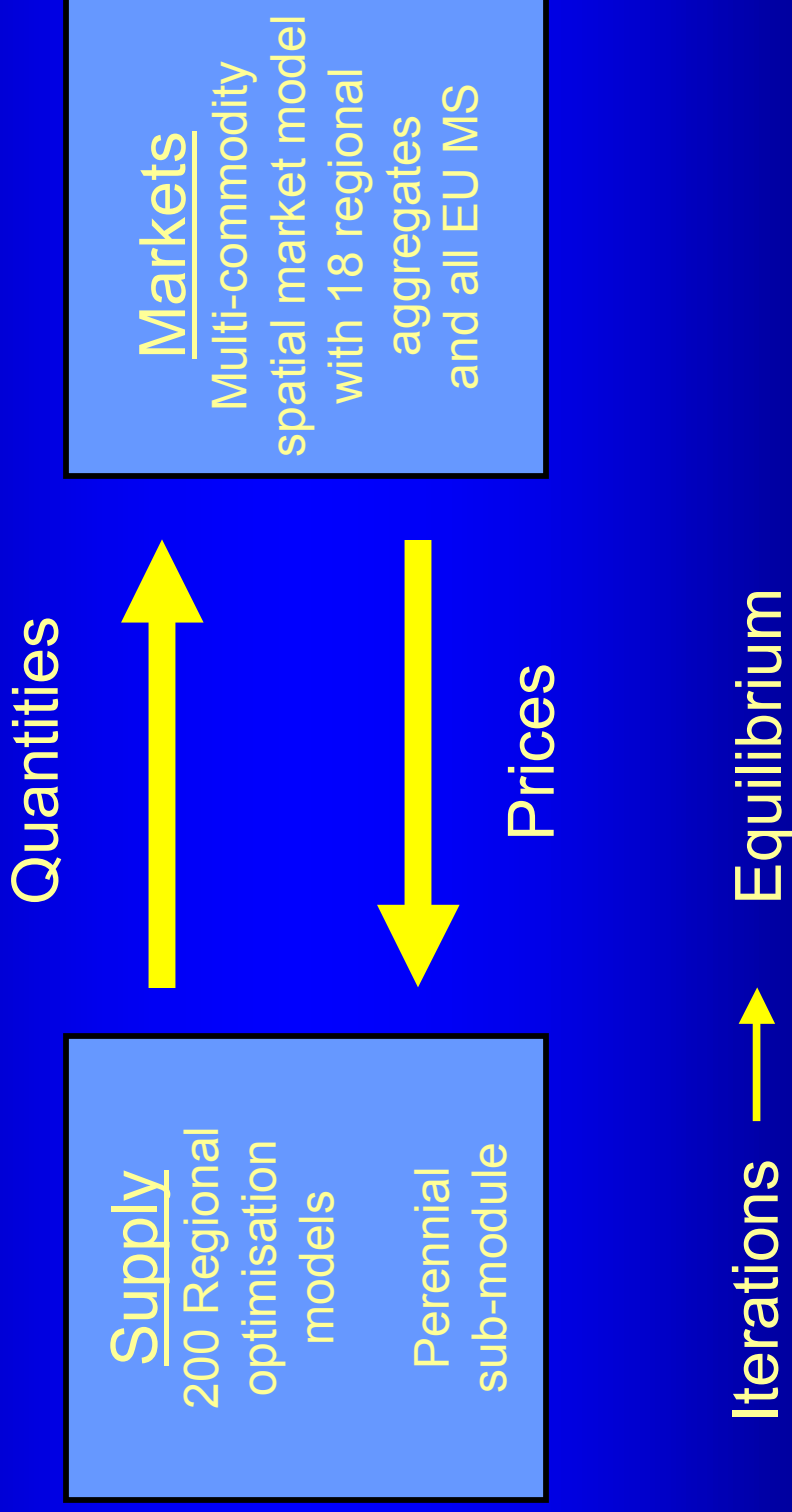 Supply
200 Regional
optimisation
models
Perennial
sub-module
Quantities
Prices
Markets
Multi-commodity
spatial market model
with 18 regional
aggregates
and all EU MS
Iterations
Equilibrium